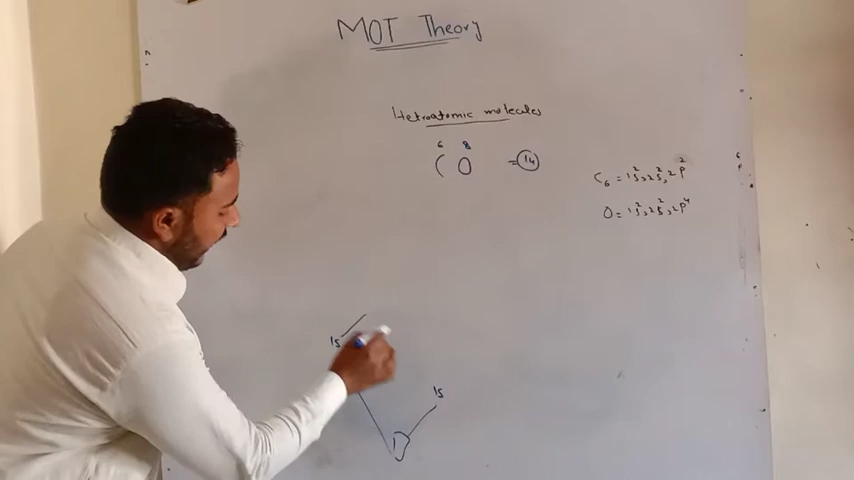 MOT Theory
Hetroatomic molecules
6 8
C O = 14
C6 = 1s², 2s², 2p²
O = 1s², 2s², 2p⁴
1s
1s